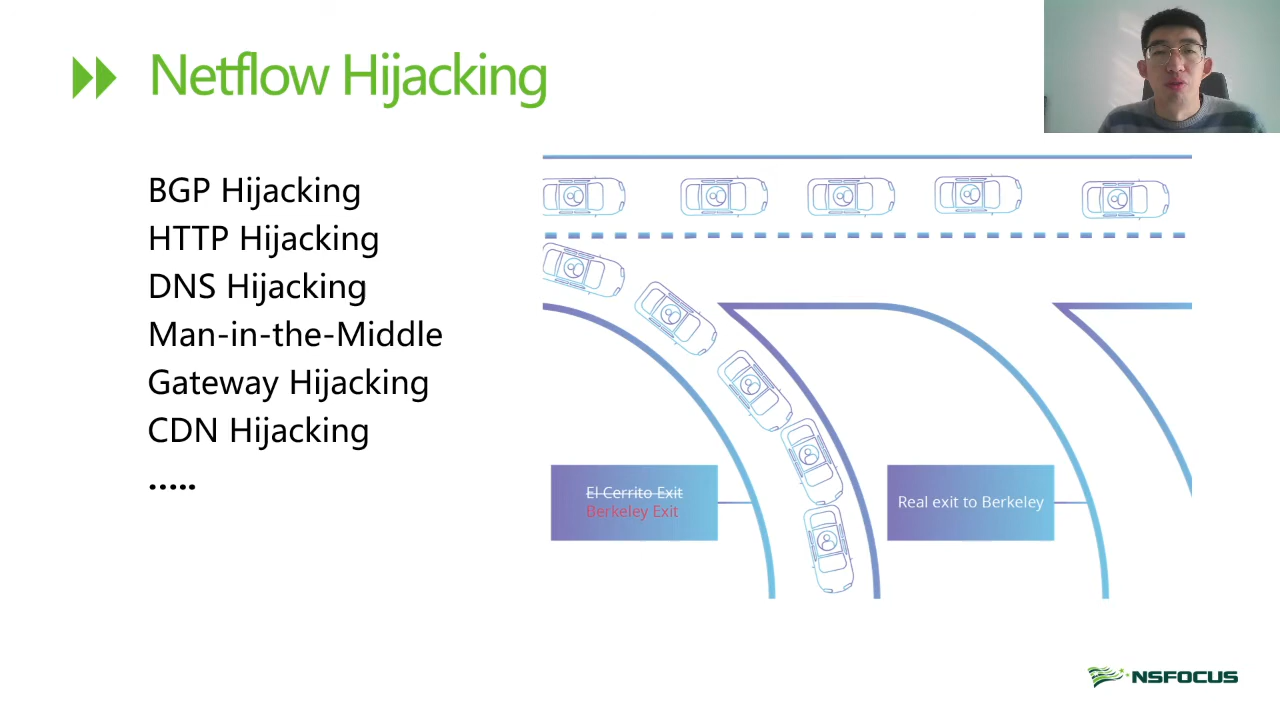 Netflow Hijacking
BGP Hijacking
HTTP Hijacking
DNS Hijacking
Man-in-the-Middle
Gateway Hijacking
CDN Hijacking
.....
El Cerrito Exit
Berkeley Exit
Real exit to Berkeley
NSFOCUS